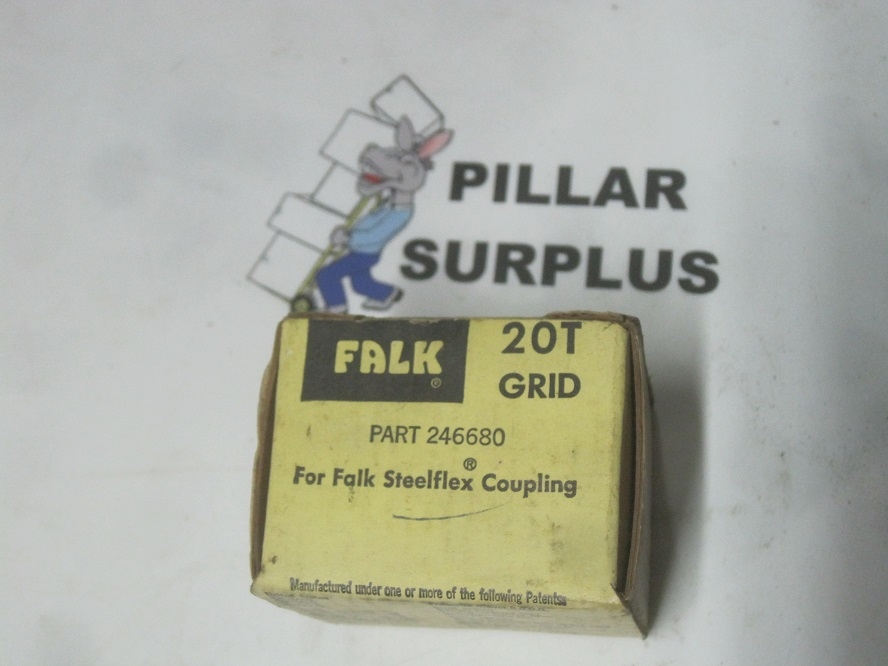 PILLAR
SURPLUS
FALK®
20T
GRID
PART 246680
For Falk Steelflex® Coupling
Manufactured under one or more of the following Patents